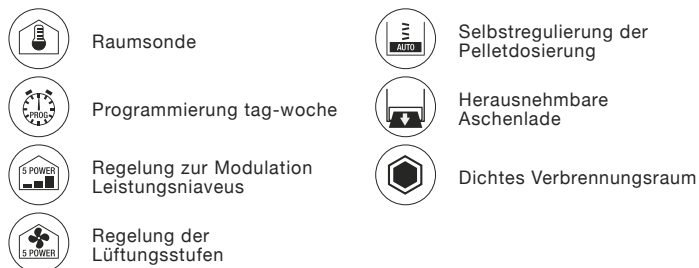 Raumsonde
PROG.
Programmierung tag-woche
5 POWER
Regelung zur Modulation
Leistungsniaveus
5 POWER
Regelung der
Lüftungsstufen
AUTO
Selbstregulierung der
Pelletdosierung
Herausnehmbare
Aschenlade
Dichtes Verbrennungsraum